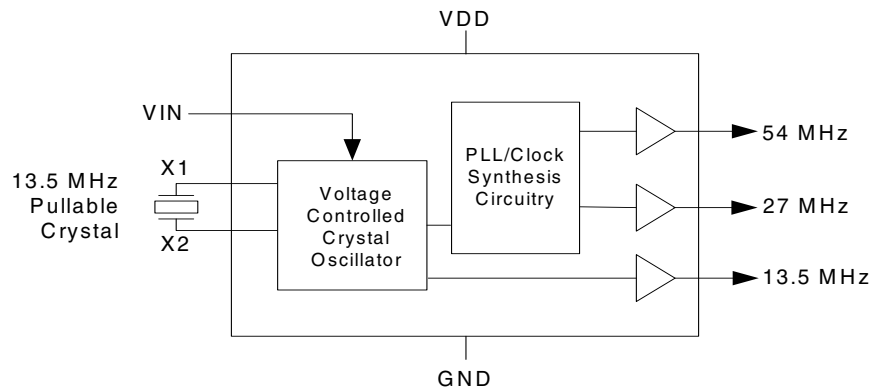 VDD
VIN
X1
13.5 MHz
Pullable
Crystal
X2
Voltage
Controlled
Crystal
Oscillator
PLL/Clock
Synthesis
Circuitry
54 MHz
27 MHz
13.5 MHz
GND